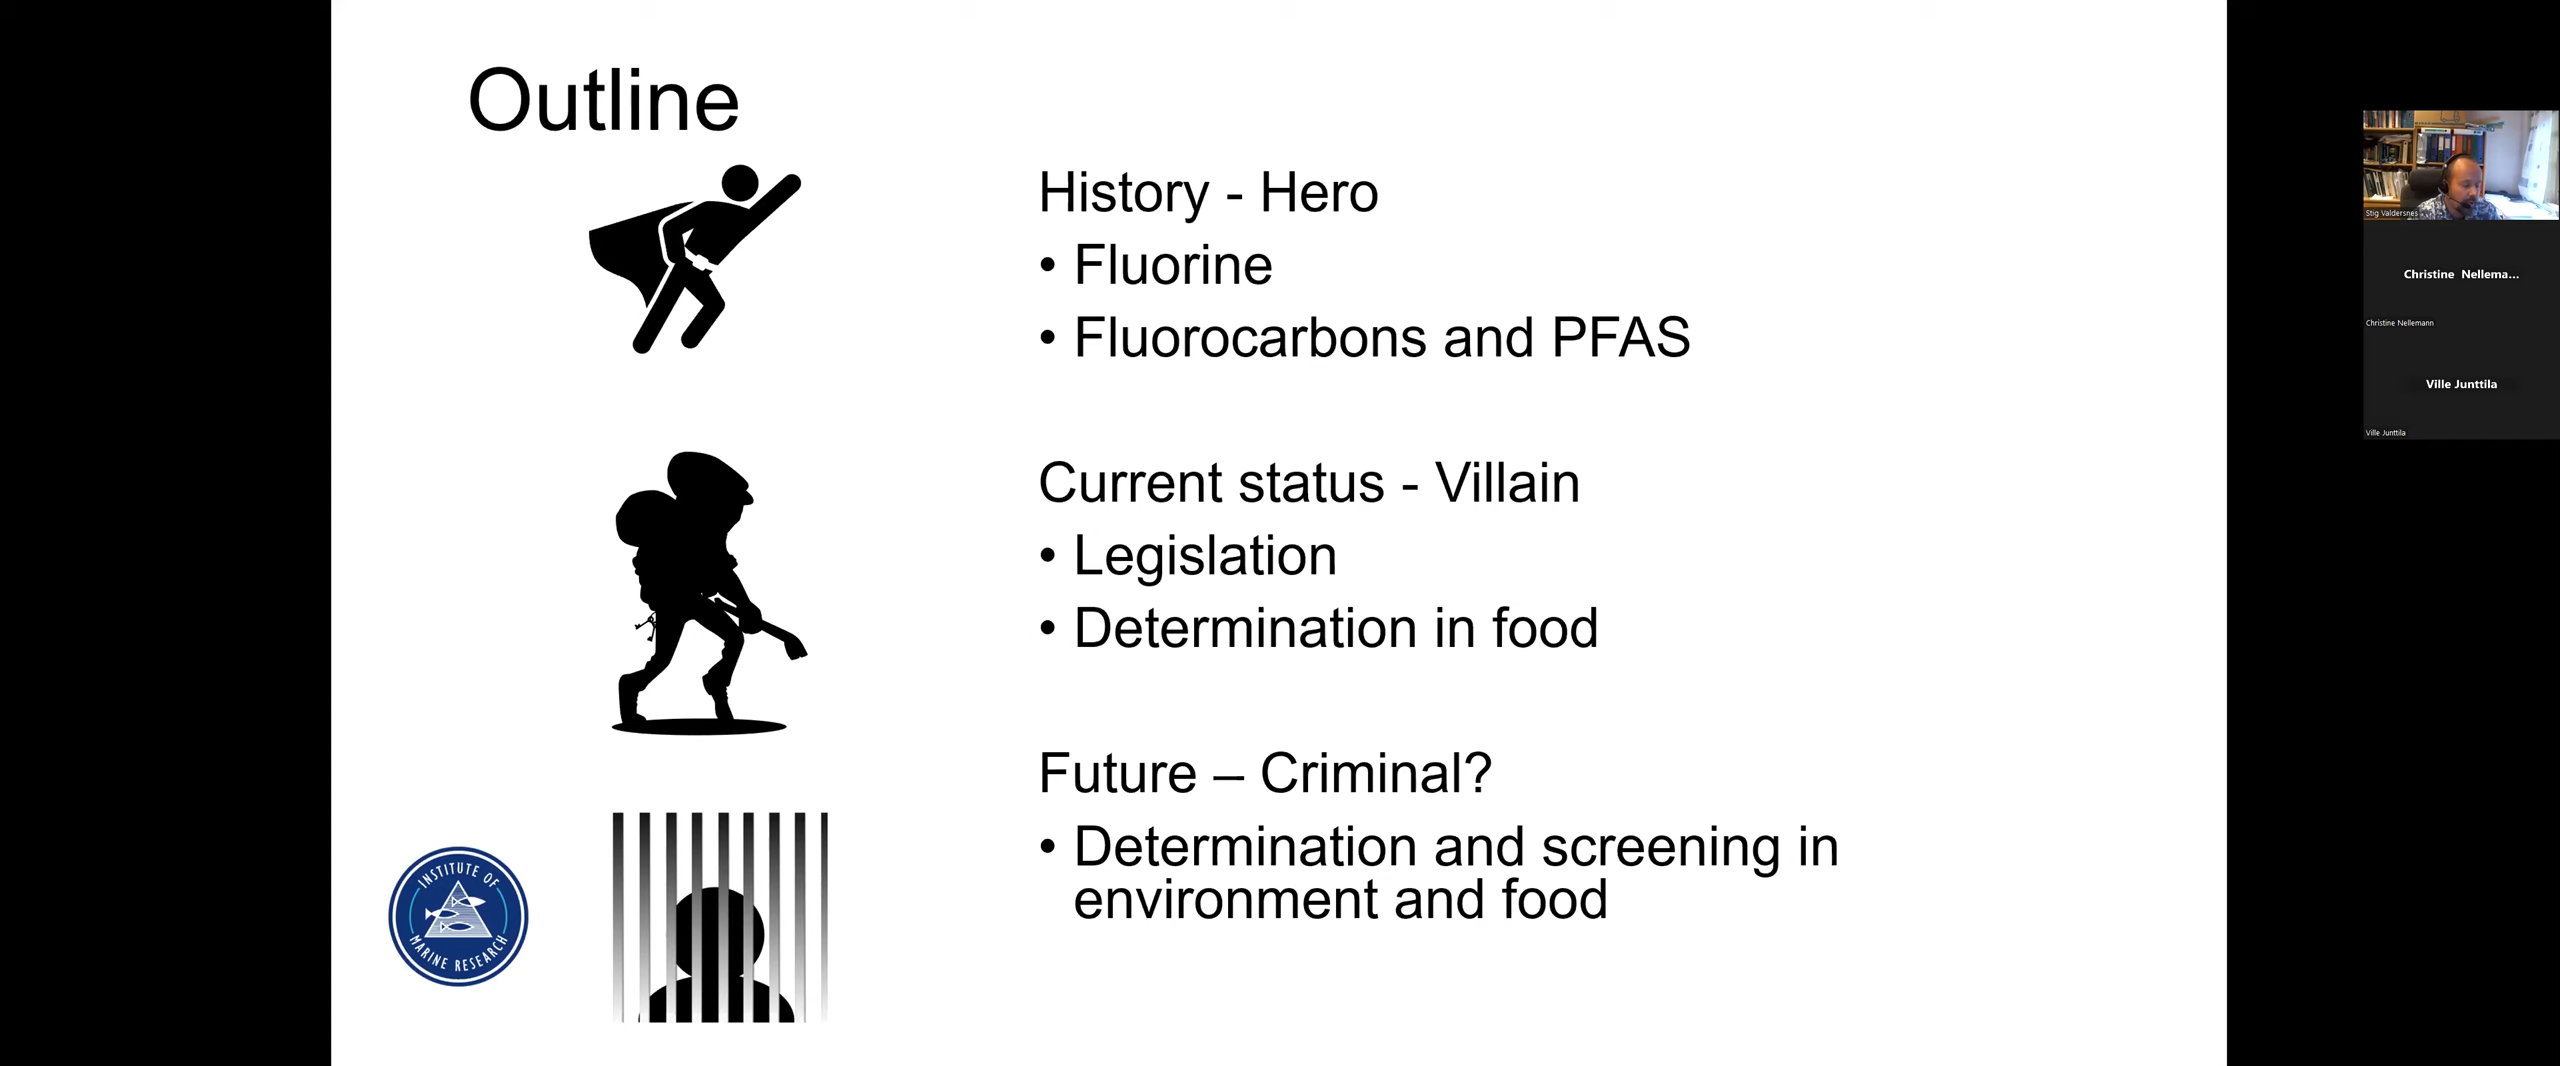 Outline
History - Hero
• Fluorine
• Fluorocarbons and PFAS
Current status - Villain
• Legislation
• Determination in food
Future – Criminal?
• Determination and screening in
environment and food
INSTITUTE OF
MARINE RESEARCH
Stig Valdersnes
Christine Nellema...
Christine Nellemann
Ville Junttila
Ville Junttila